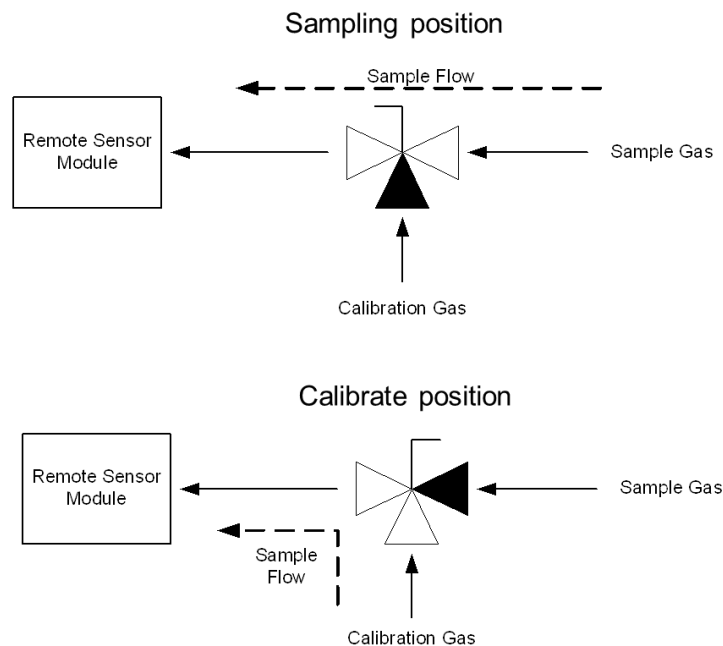 Sampling position
Sample Flow
Remote Sensor
Module
Sample Gas
Calibration Gas
Calibrate position
Remote Sensor
Module
Sample Gas
Sample
Flow
Calibration Gas